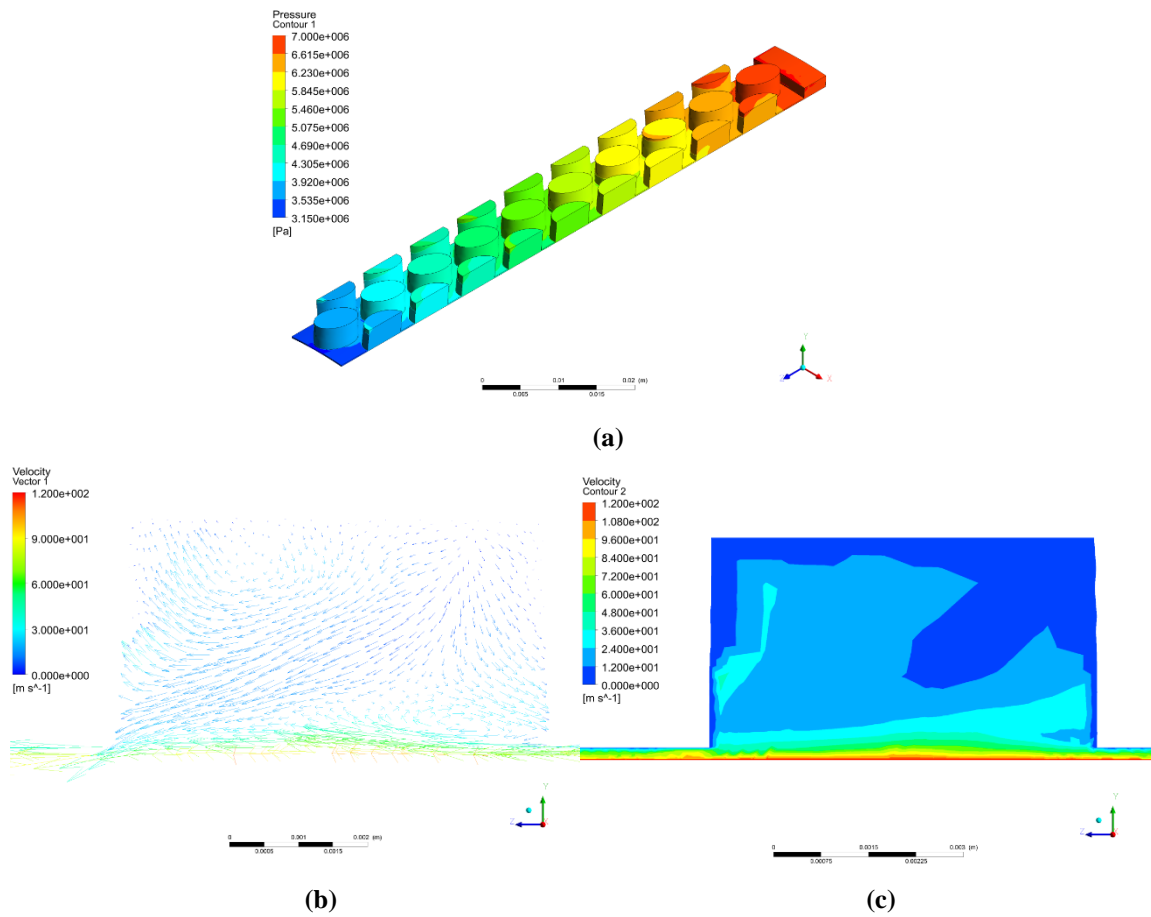 Pressure
Contour 1
7.000e+006
6.615e+006
6.230e+006
5.845e+006
5.460e+006
5.075e+006
4.690e+006
4.305e+006
3.920e+006
3.535e+006
3.150e+006
[Pa]
0 0.01 0.02 (m)
0.005 0.015
Y
Z X
(a)
Velocity
Vector 1
1.200e+002
9.000e+001
6.000e+001
3.000e+001
0.000e+000
[m s^-1]
0 0.001 0.002 (m)
0.0005 0.0015
Y
Z X
(b)
Velocity
Contour 2
1.200e+002
1.080e+002
9.600e+001
8.400e+001
7.200e+001
6.000e+001
4.800e+001
3.600e+001
2.400e+001
1.200e+001
0.000e+000
[m s^-1]
0 0.0015 0.003 (m)
0.00075 0.00225
Y
Z X
(c)